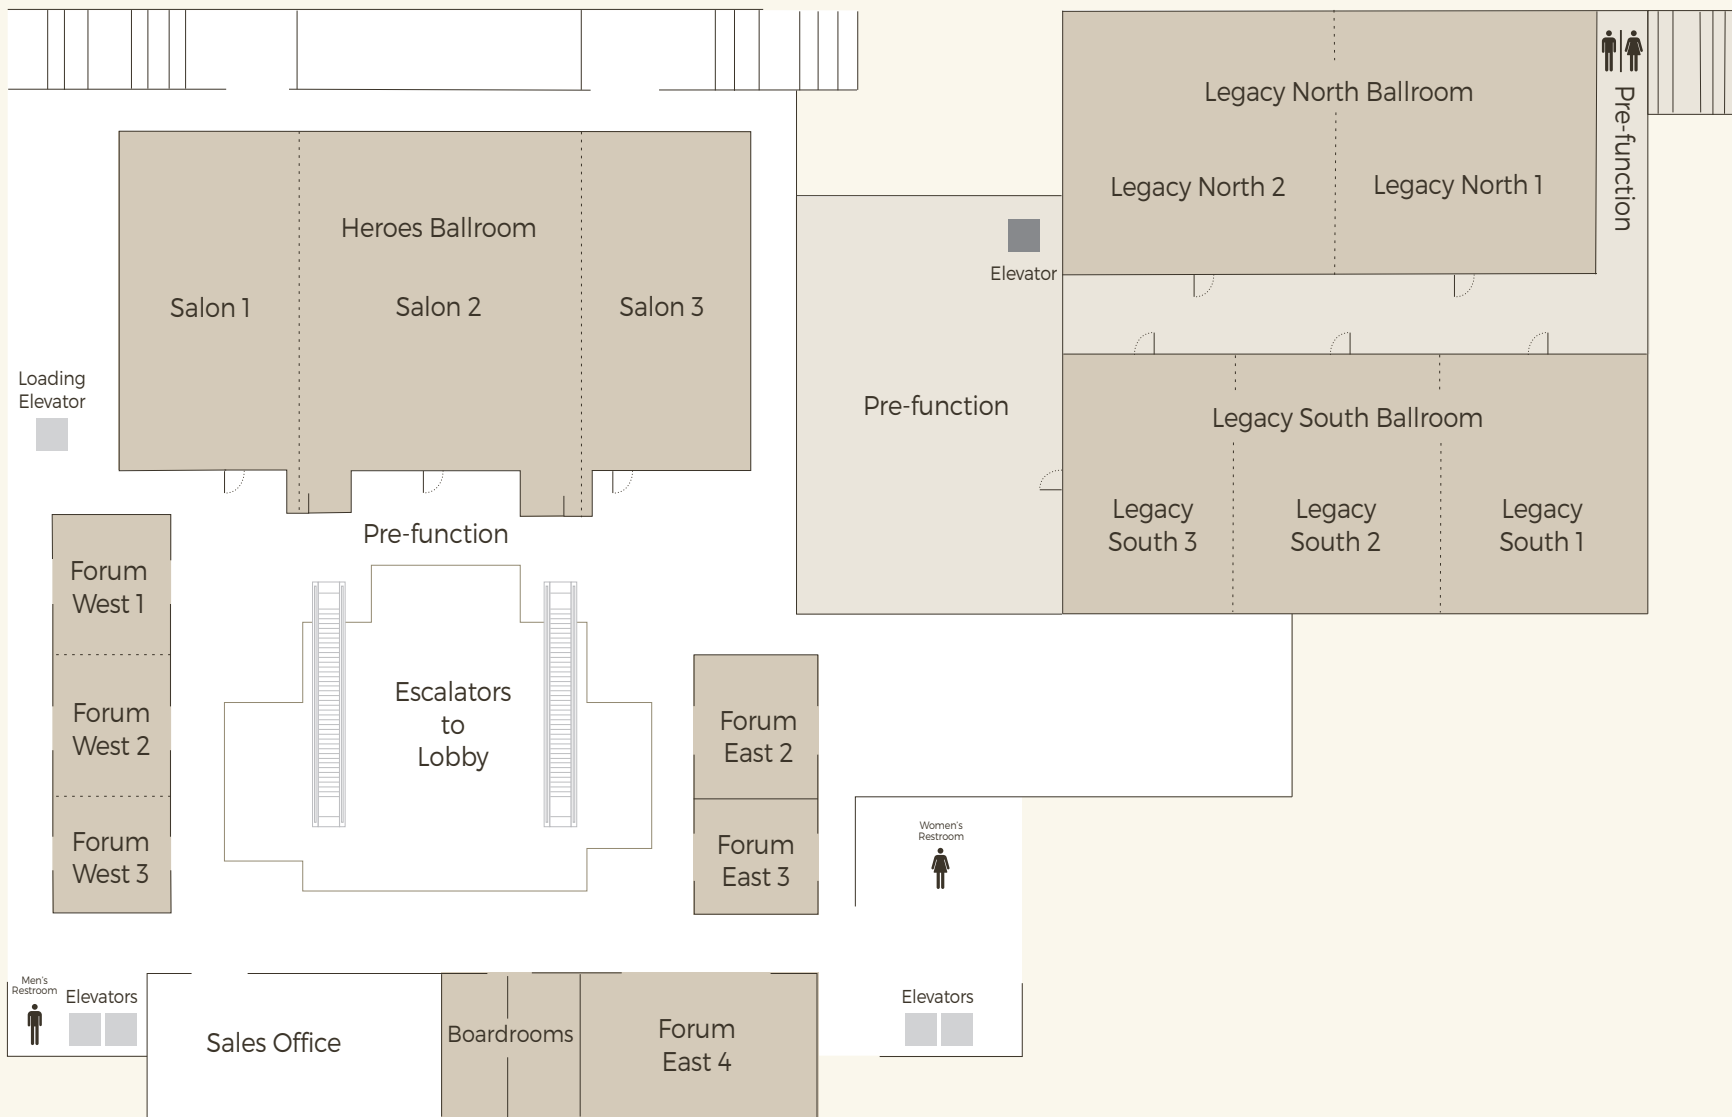 Legacy North Ballroom
Legacy North 2
Legacy North 1
Pre-function
Heroes Ballroom
Salon 1
Salon 2
Salon 3
Elevator
Loading
Elevator
Pre-function
Legacy South Ballroom
Legacy
South 3
Legacy
South 2
Legacy
South 1
Pre-function
Forum
West 1
Forum
West 2
Forum
West 3
Escalators
to
Lobby
Forum
East 2
Forum
East 3
Women's
Restroom
Men's
Restroom
Elevators
Sales Office
Boardrooms
Forum
East 4
Elevators